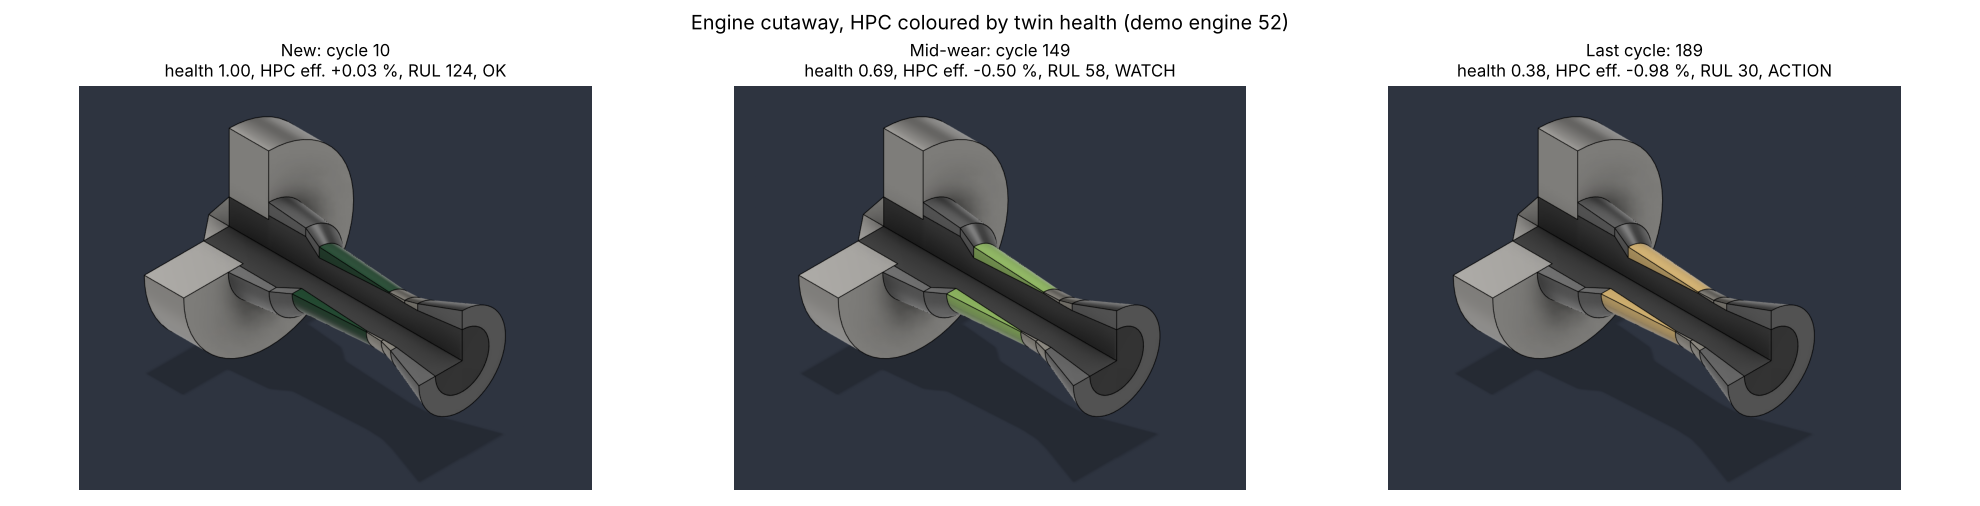 Engine cutaway, HPC coloured by twin health (demo engine 52)
New: cycle 10
health 1.00, HPC eff. +0.03 %, RUL 124, OK
Mid-wear: cycle 149
health 0.69, HPC eff. -0.50 %, RUL 58, WATCH
Last cycle: 189
health 0.38, HPC eff. -0.98 %, RUL 30, ACTION